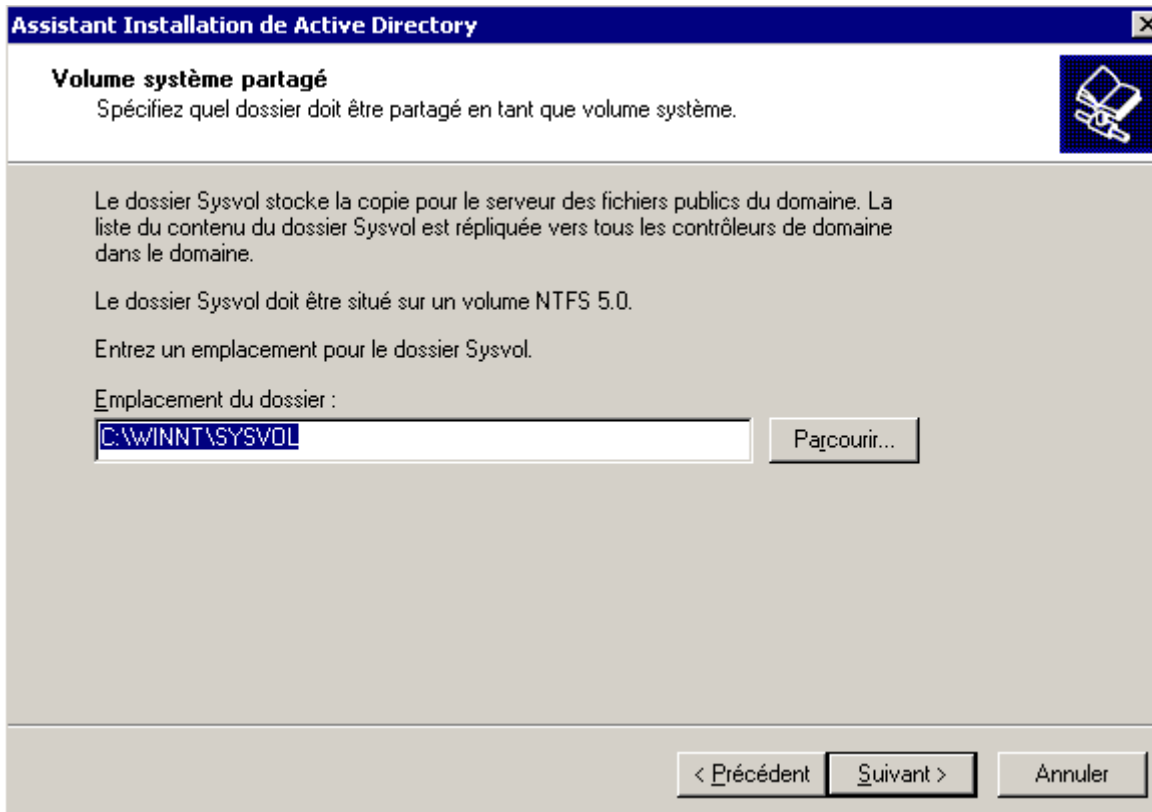 Assistant Installation de Active Directory
Volume système partagé
Spécifiez quel dossier doit être partagé en tant que volume système.
Le dossier Sysvol stocke la copie pour le serveur des fichiers publics du domaine. La
liste du contenu du dossier Sysvol est répliquée vers tous les contrôleurs de domaine
dans le domaine.
Le dossier Sysvol doit être situé sur un volume NTFS 5.0.
Entrez un emplacement pour le dossier Sysvol.
Emplacement du dossier :
C:\WINNT\SYSVOL
Parcourir...
< Précédent
Suivant >
Annuler